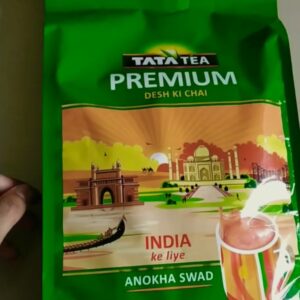 TATA TEA
PREMIUM
DESH KI CHAI
INDIA
ke liye
ANOKHA SWAD